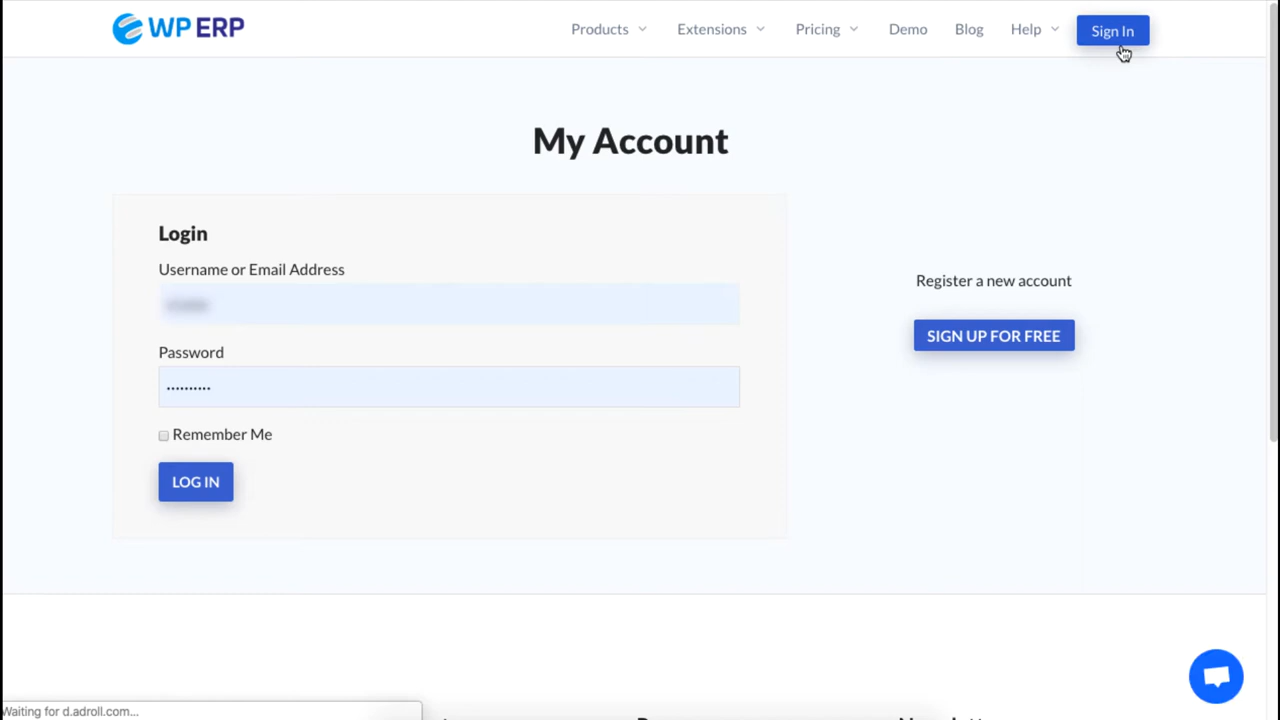 WP ERP
Products Extensions Pricing Demo Blog Help Sign In
My Account
Login
Username or Email Address
Register a new account
SIGN UP FOR FREE
Password
••••••••••
Remember Me
LOG IN
Waiting for d.adroll.com...